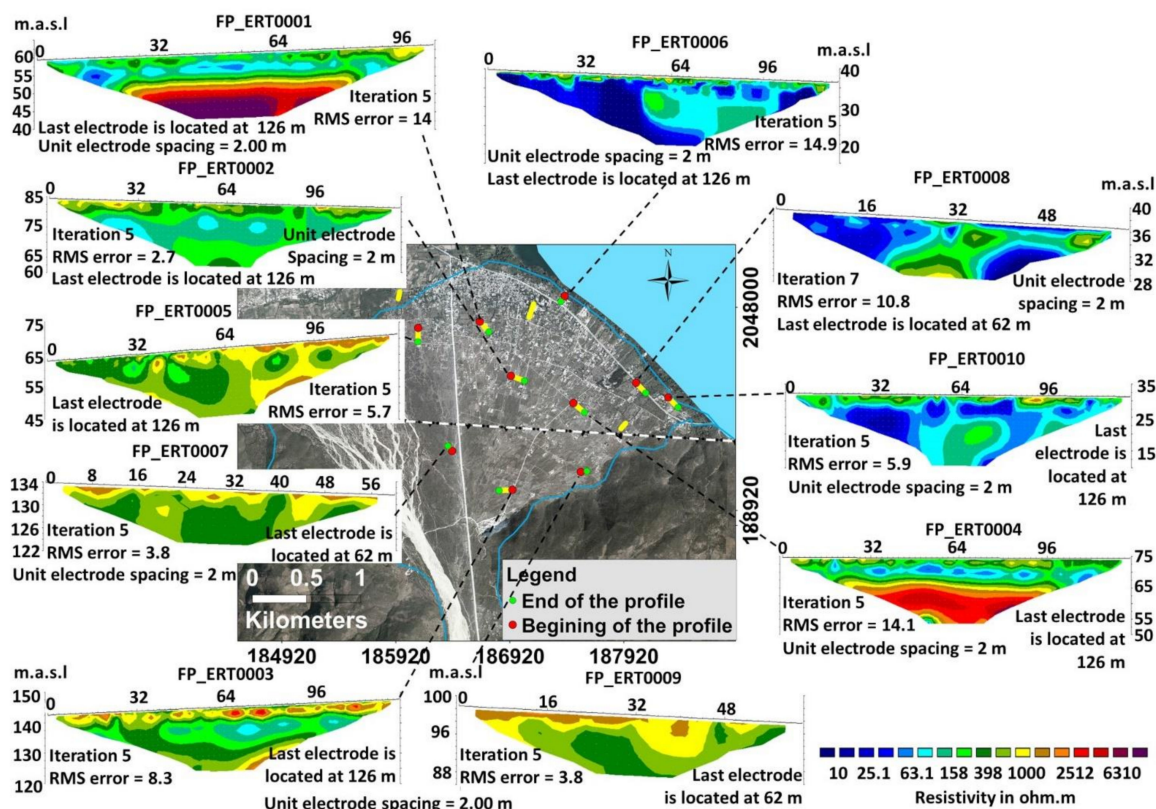 FP_ERT0001
m.a.s.l
0 32 64 96
60
55
50
45
40
Iteration 5
RMS error = 14
Last electrode is located at 126 m
Unit electrode spacing = 2.00 m
FP_ERT0006
m.a.s.l
0 32 64 96
40
30
20
Iteration 5
RMS error = 14.9
Unit electrode spacing = 2 m
Last electrode is located at 126 m
FP_ERT0002
0 32 64 96
85
75
65
60
Iteration 5
RMS error = 2.7
Unit electrode
Spacing = 2 m
Last electrode is located at 126 m
FP_ERT0008
m.a.s.l
0 16 32 48
40
36
32
28
Iteration 7
RMS error = 10.8
Unit electrode
spacing = 2 m
Last electrode is located at 62 m
FP_ERT0005
0 32 64 96
75
65
55
45
Last electrode
is located
at 126 m
Iteration 5
RMS error = 5.7
FP_ERT0010
0 32 64 96
35
25
15
Iteration 5
RMS error = 5.9
Unit electrode spacing = 2 m
Last
electrode is
located at
126 m
FP_ERT0007
0 8 16 24 32 40 48 56
134
130
126
122
Iteration 5
RMS error = 3.8
Last electrode is
located at 62 m
Unit electrode spacing = 2 m
FP_ERT0004
0 32 64 96
75
65
55
50
Iteration 5
RMS error = 14.1
Unit electrode spacing = 2 m
Last electrode
is located at
126 m
N
2048000
188920
0 0.5 1
Kilometers
Legend
End of the profile
Begining of the profile
184920 185920 186920 187920
m.a.s.l
FP_ERT0003
0 32 64 96
150
140
130
120
Iteration 5
RMS error = 8.3
Last electrode is
located at 126 m
Unit electrode spacing = 2.00 m
FP_ERT0009
0 16 32 48
100
96
88
Iteration 5
RMS error = 3.8
Last electrode
is located at 62 m
10 25.1 63.1 158 398 1000 2512 6310
Resistivity in ohm.m